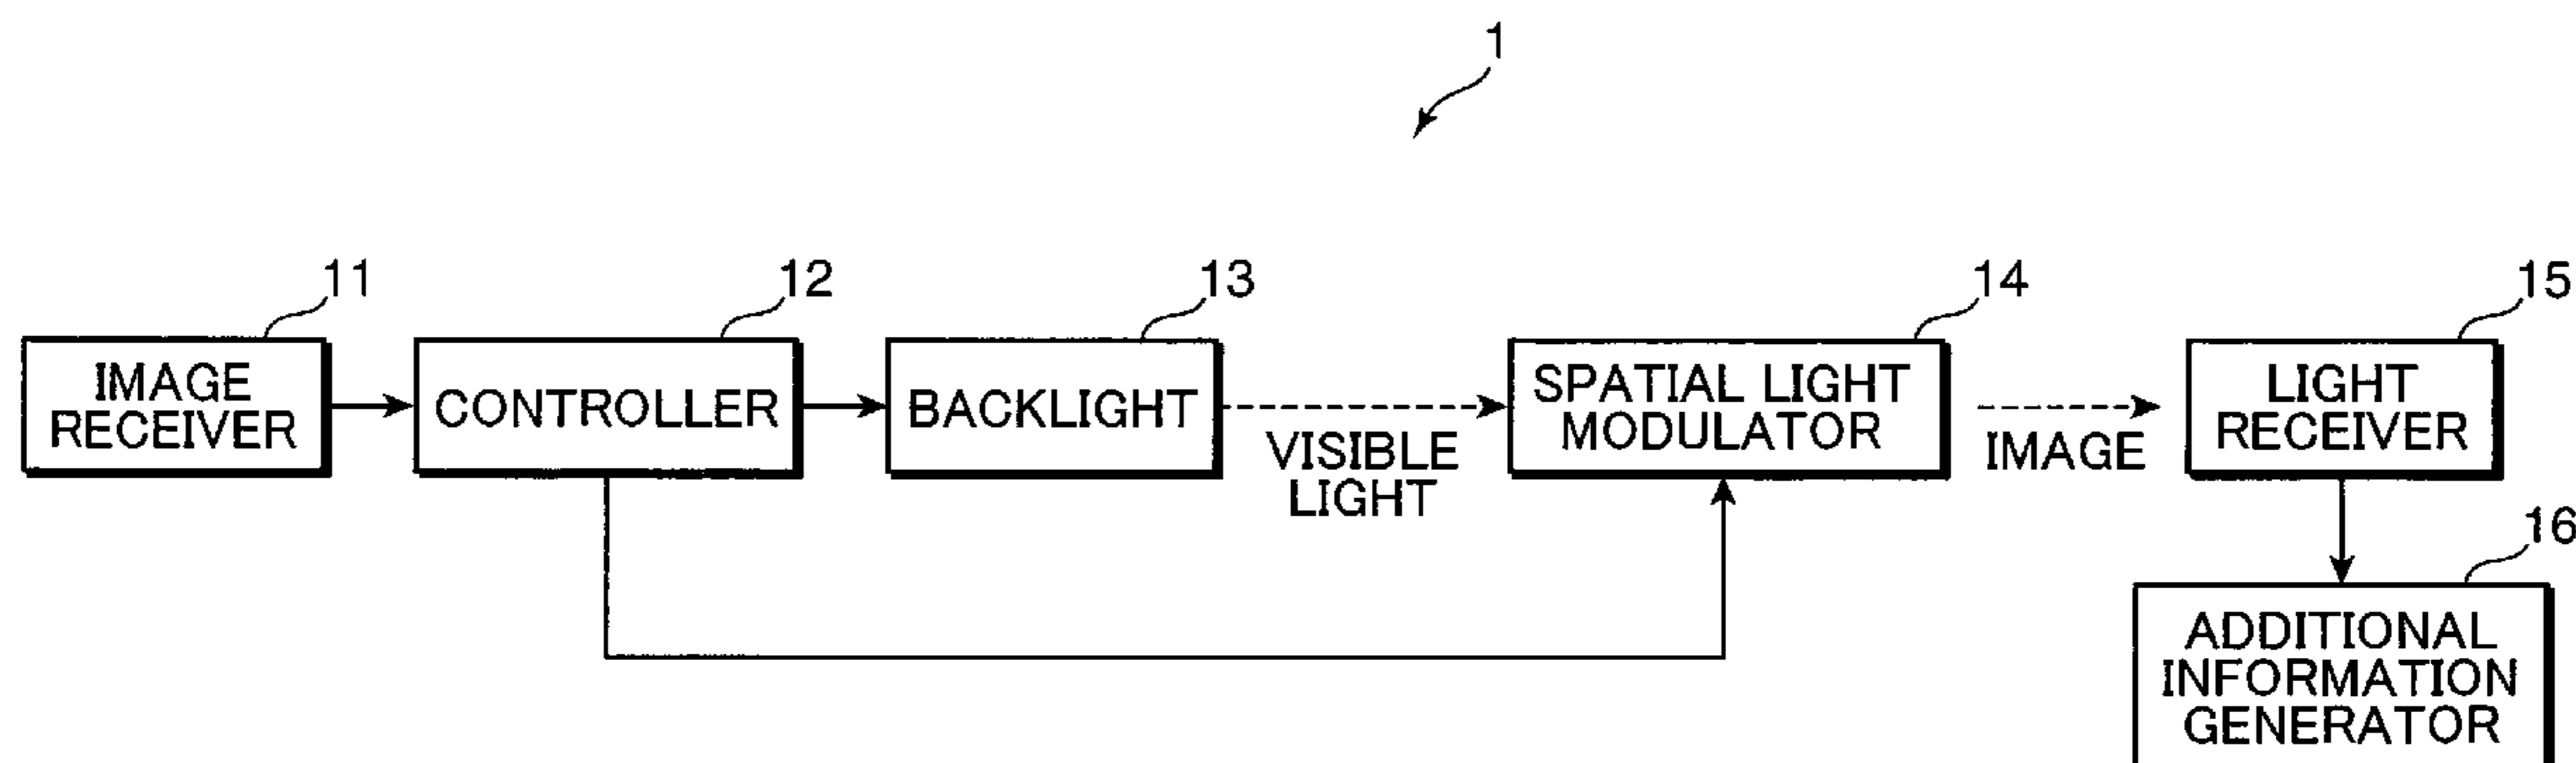 1
11
12
13
14
15
IMAGE
RECEIVER
CONTROLLER
BACKLIGHT
VISIBLE
LIGHT
SPATIAL LIGHT
MODULATOR
IMAGE
LIGHT
RECEIVER
16
ADDITIONAL
INFORMATION
GENERATOR